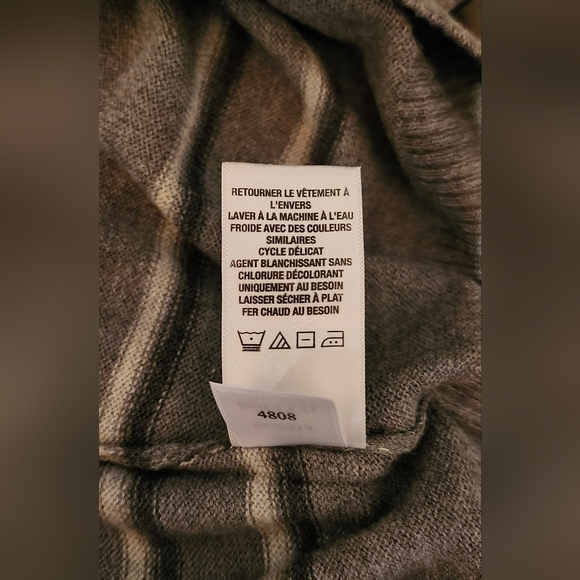 RETOURNER LE VÊTEMENT À
L'ENVERS
LAVER À LA MACHINE À L'EAU
FROIDE AVEC DES COULEURS
SIMILAIRES
CYCLE DÉLICAT
AGENT BLANCHISSANT SANS
CHLORURE DÉCOLORANT
UNIQUEMENT AU BESOIN
LAISSER SÉCHER À PLAT
FER CHAUD AU BESOIN
4808